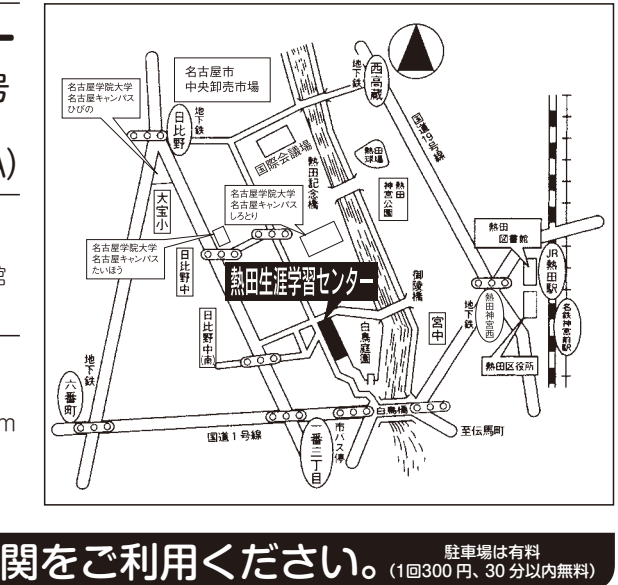 ー
号
A)
館
m
名古屋市
中央卸売市場
名古屋学院大学
名古屋キャンパス
ひびの
地下鉄
日比野
地下鉄
西高蔵
国道19号線
国際会議場
熱田記念橋
熱田
球場
熱田
神宮公園
大宝小
名古屋学院大学
名古屋キャンパス
しろとり
名古屋学院大学
名古屋キャンパス
たいほう
日比野中
熱田
図書館
JR熱田駅
名鉄神宮前駅
熱田生涯学習センター
御陵橋
宮中
地下鉄
熱田神宮西
日比野中(南)
白鳥庭園
熱田区役所
地下鉄
六番町
国道1号線
一番三丁目
市バス停
白鳥橋
至伝馬町
関をご利用ください。
駐車場は有料
(1回300円、30分以内無料)